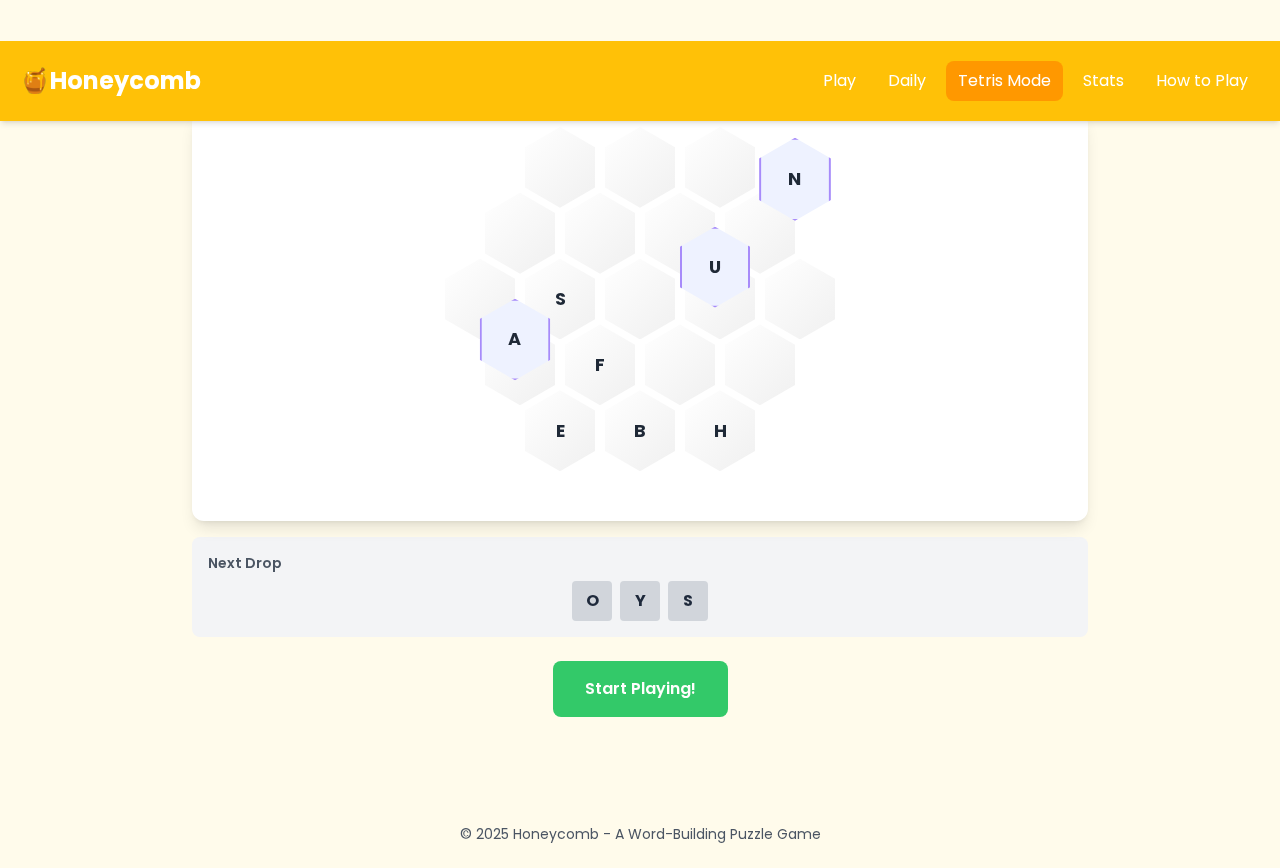 Honeycomb
Play Daily Tetris Mode Stats How to Play
N
U
S
A
F
E B H
Next Drop
O Y S
Start Playing!
© 2025 Honeycomb - A Word-Building Puzzle Game